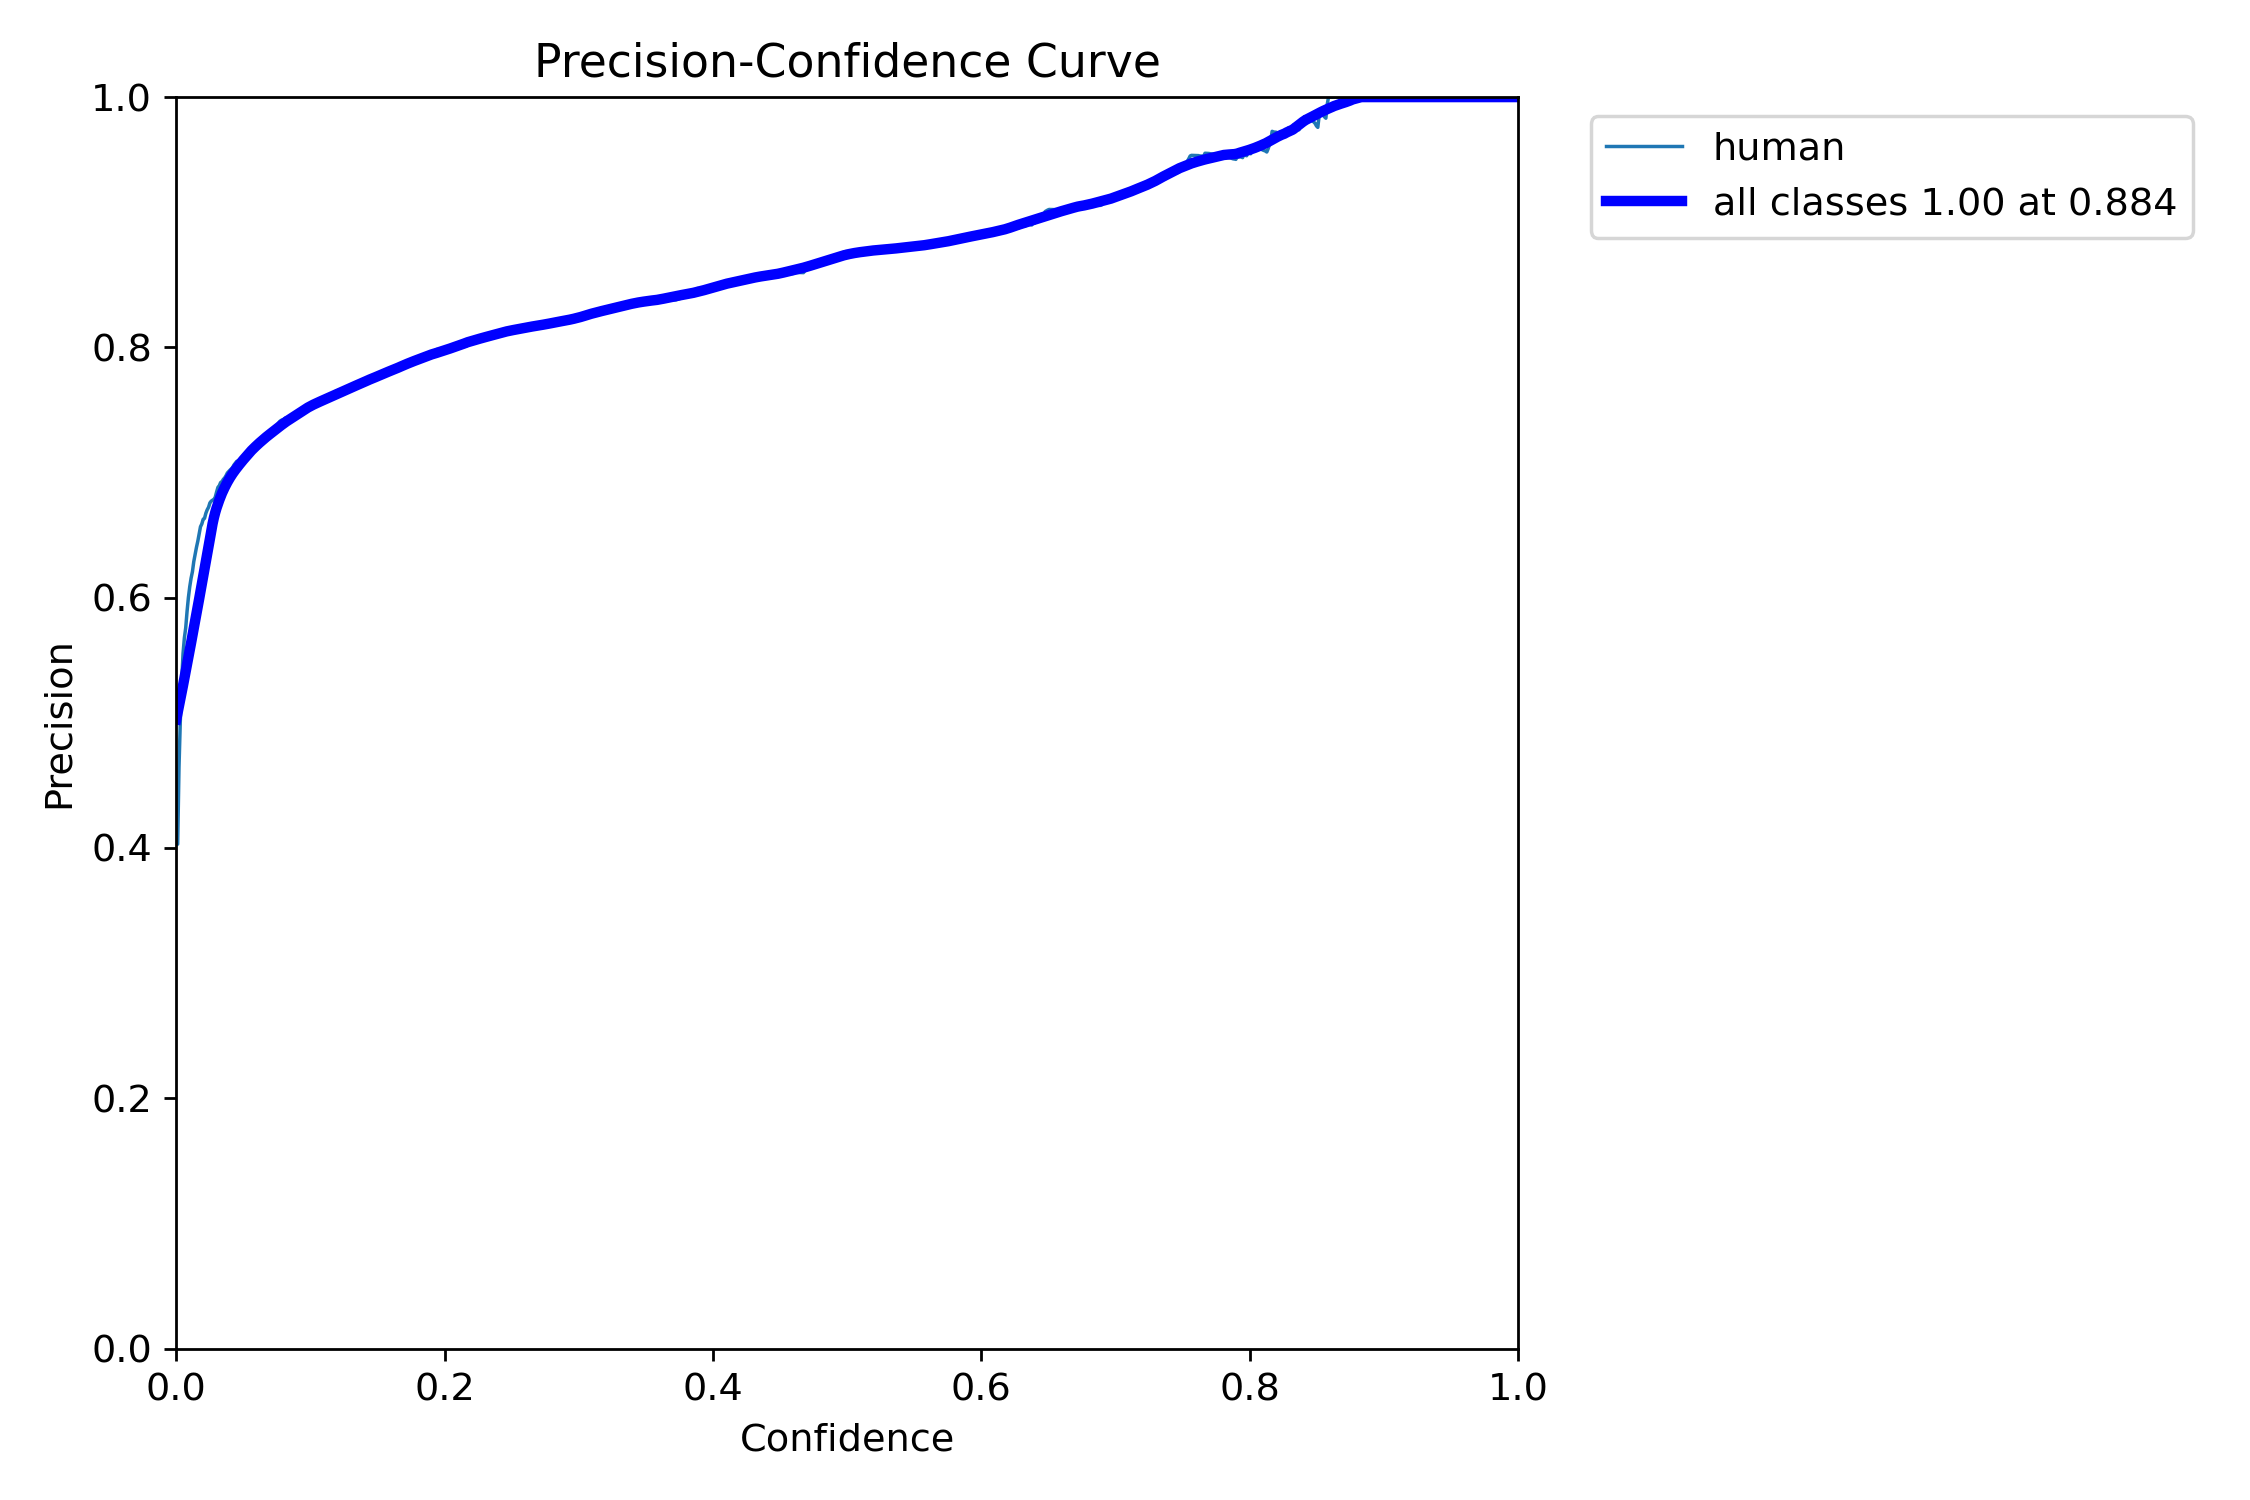 Precision-Confidence Curve
1.0
0.8
0.6
0.4
0.2
0.0
Precision
0.0 0.2 0.4 0.6 0.8 1.0
Confidence
human
all classes 1.00 at 0.884